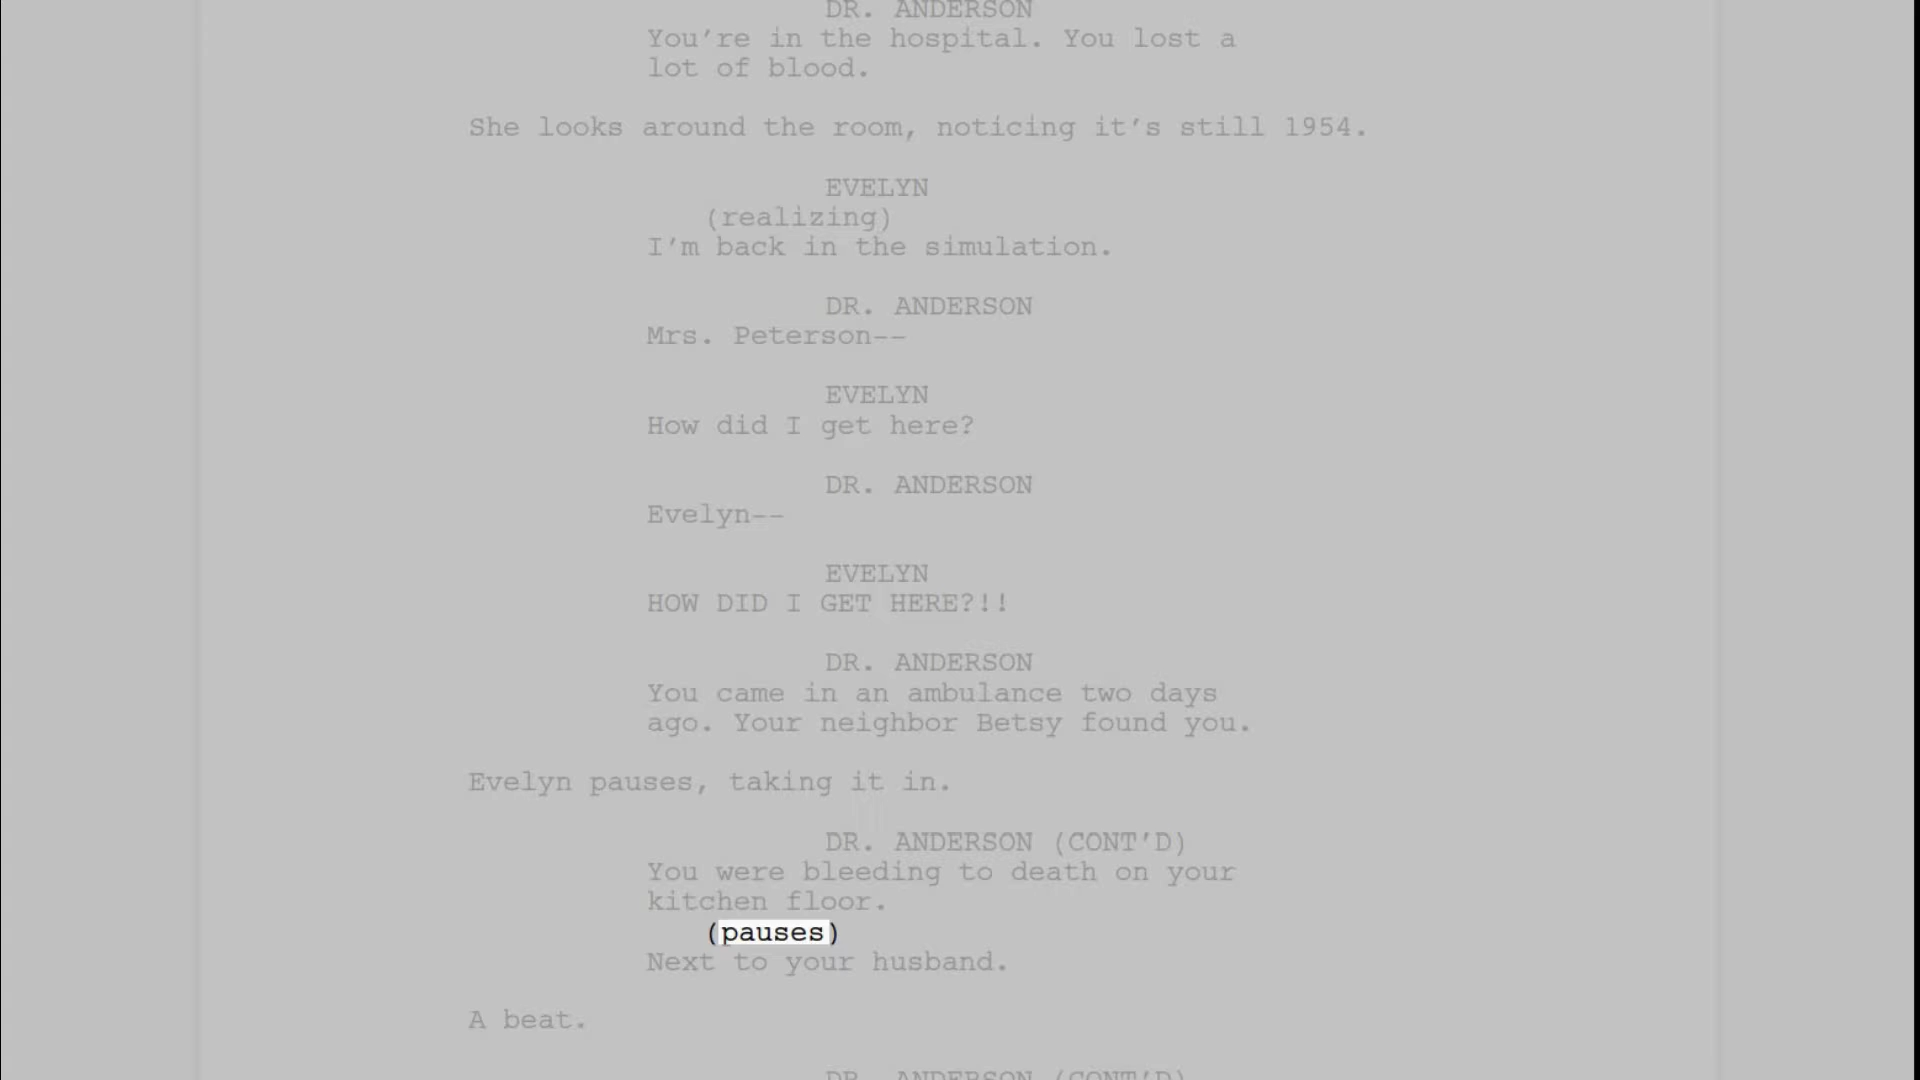 DR. ANDERSON
You're in the hospital. You lost a
lot of blood.
She looks around the room, noticing it's still 1954.
EVELYN
(realizing)
I'm back in the simulation.
DR. ANDERSON
Mrs. Peterson--
EVELYN
How did I get here?
DR. ANDERSON
Evelyn--
EVELYN
HOW DID I GET HERE?!!
DR. ANDERSON
You came in an ambulance two days
ago. Your neighbor Betsy found you.
Evelyn pauses, taking it in.
DR. ANDERSON (CONT'D)
You were bleeding to death on your
kitchen floor.
(pauses)
Next to your husband.
A beat.
DR. ANDERSON (CONT'D)